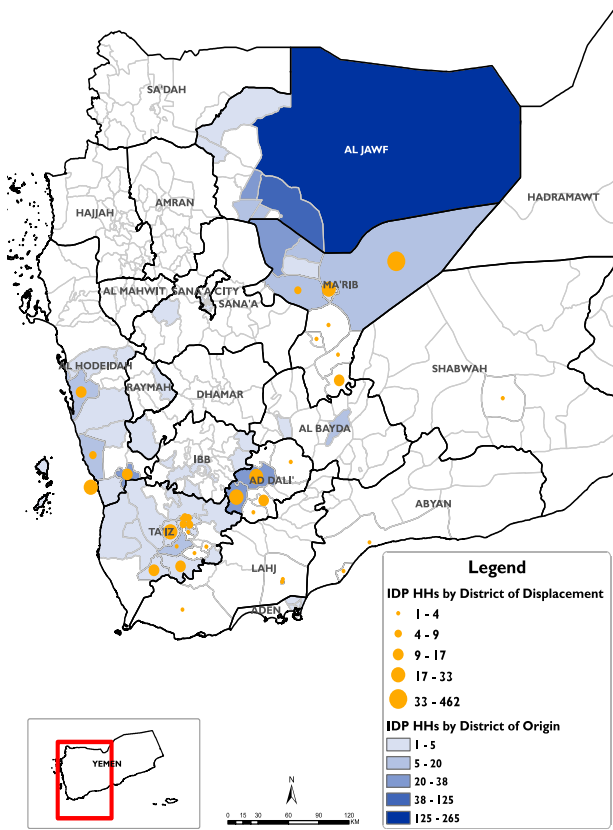 SA'DAH
AL JAWF
HADRAMAWT
AMRAN
HAJJAH
MA'RIB
AL MAHWIT
SANA'A CITY
SANA'A
SHABWAH
AL HODEIDAH
RAYMAH
DHAMAR
AL BAYDA
IBB
AD DALI'
ABYAN
TA'IZ
LAHJ
ADEN
Legend
IDP HHs by District of Displacement
1 - 4
4 - 9
9 - 17
17 - 33
33 - 462
IDP HHs by District of Origin
1 - 5
5 - 20
20 - 38
38 - 125
125 - 265
YEMEN
N
0 15 30 60 90 120
KM